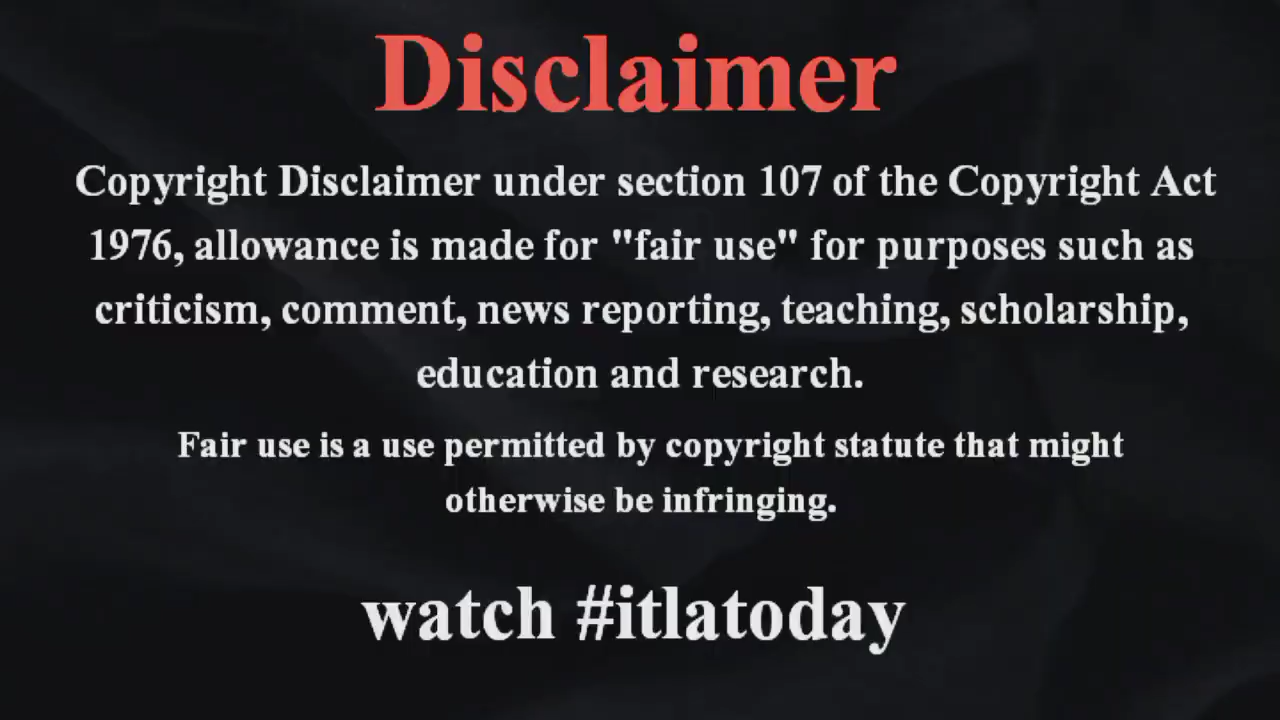 Disclaimer
Copyright Disclaimer under section 107 of the Copyright Act
1976, allowance is made for "fair use" for purposes such as
criticism, comment, news reporting, teaching, scholarship,
education and research.
Fair use is a use permitted by copyright statute that might
otherwise be infringing.
watch #itlatoday